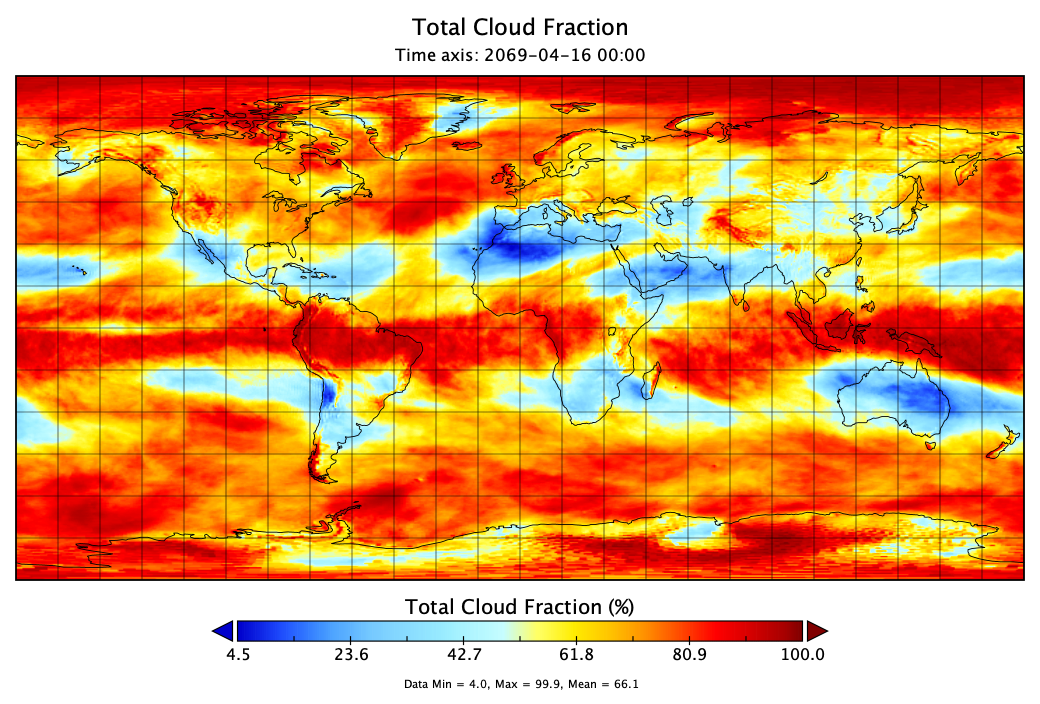 Total Cloud Fraction
Time axis: 2069-04-16 00:00
Total Cloud Fraction (%)
4.5 23.6 42.7 61.8 80.9 100.0
Data Min = 4.0, Max = 99.9, Mean = 66.1